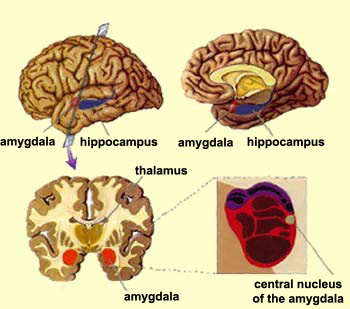 amygdala hippocampus
amygdala hippocampus
thalamus
amygdala
central nucleus
of the amygdala